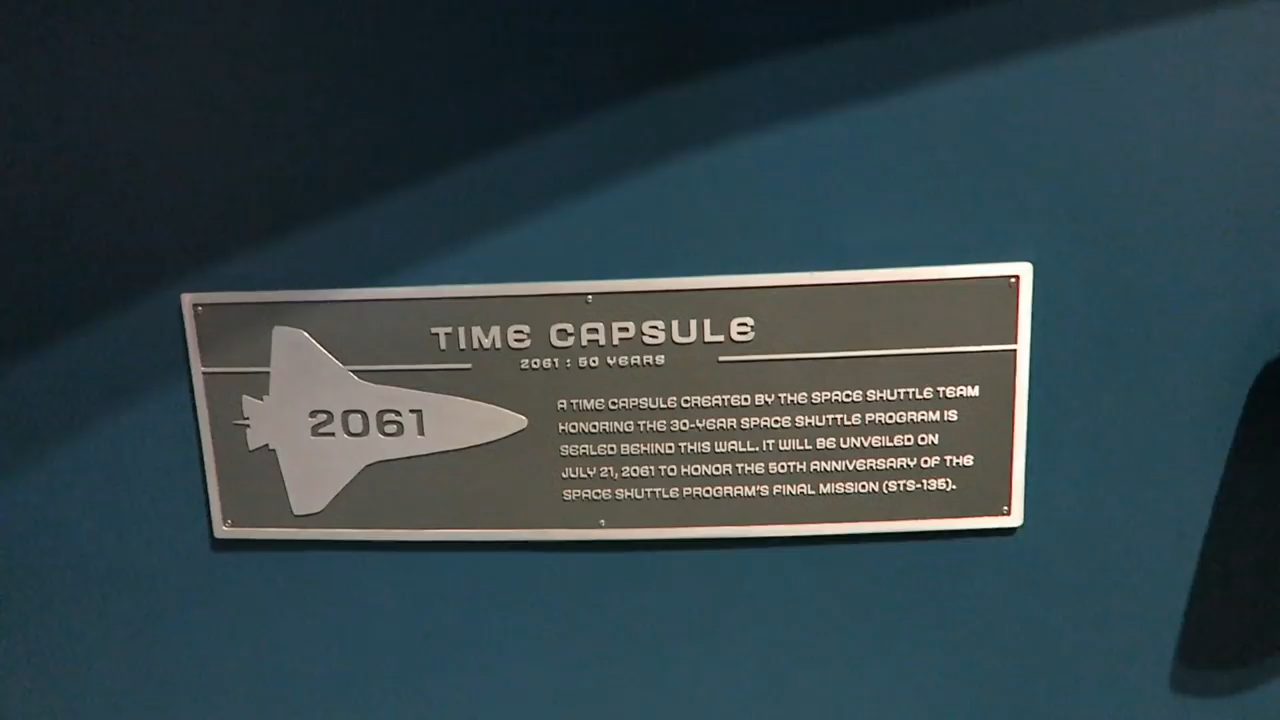 TIME CAPSULE
2061 : 50 YEARS
2061
A TIME CAPSULE CREATED BY THE SPACE SHUTTLE TEAM
HONORING THE 30-YEAR SPACE SHUTTLE PROGRAM IS
SEALED BEHIND THIS WALL. IT WILL BE UNVEILED ON
JULY 21, 2061 TO HONOR THE 50TH ANNIVERSARY OF THE
SPACE SHUTTLE PROGRAM'S FINAL MISSION (STS-135).